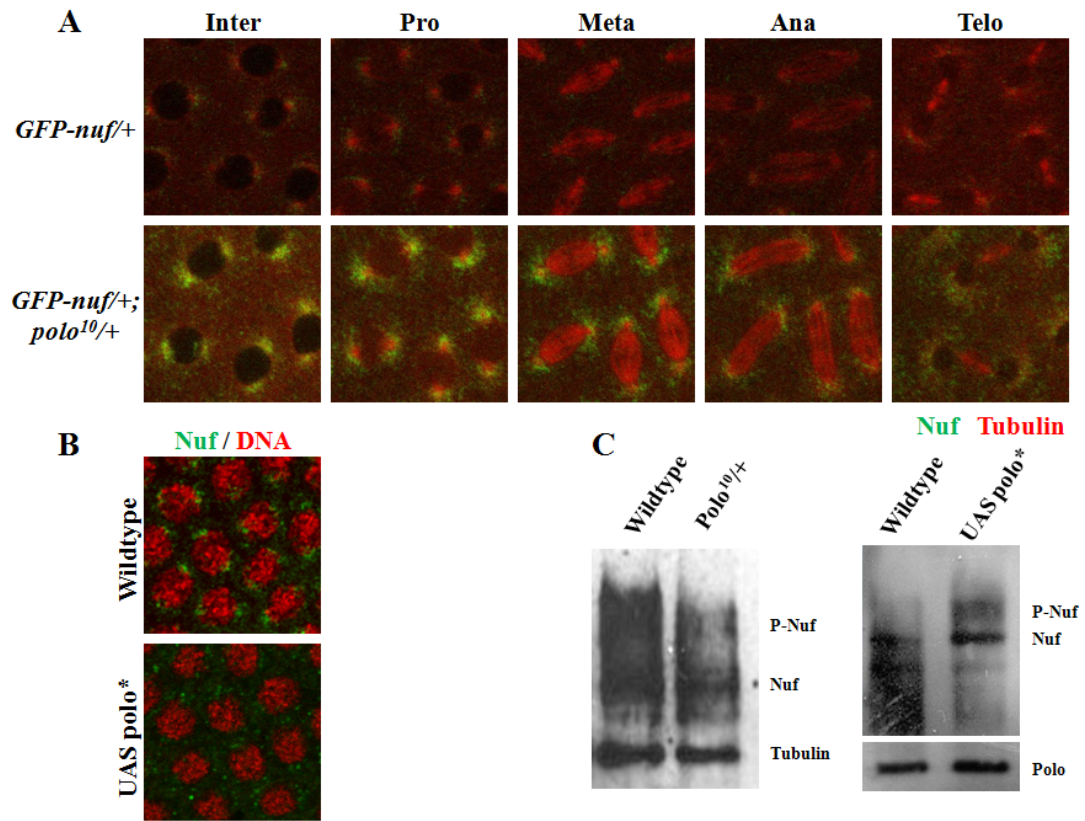 A
Inter Pro Meta Ana Telo
GFP-nuf/+
GFP-nuf/+;
polo¹⁰/+
B
Nuf / DNA
Wildtype
UAS polo*
C
Nuf Tubulin
Wildtype
Polo¹⁰/+
P-Nuf
Nuf
Tubulin
Wildtype
UAS polo*
P-Nuf
Nuf
Polo